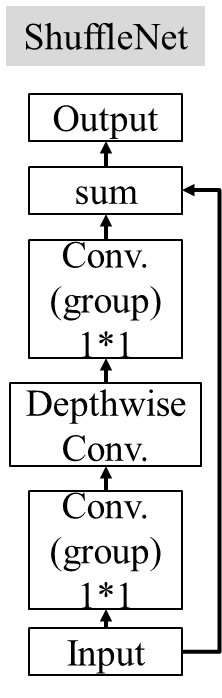 ShuffleNet
Output
sum
Conv.
(group)
1*1
Depthwise
Conv.
Conv.
(group)
1*1
Input